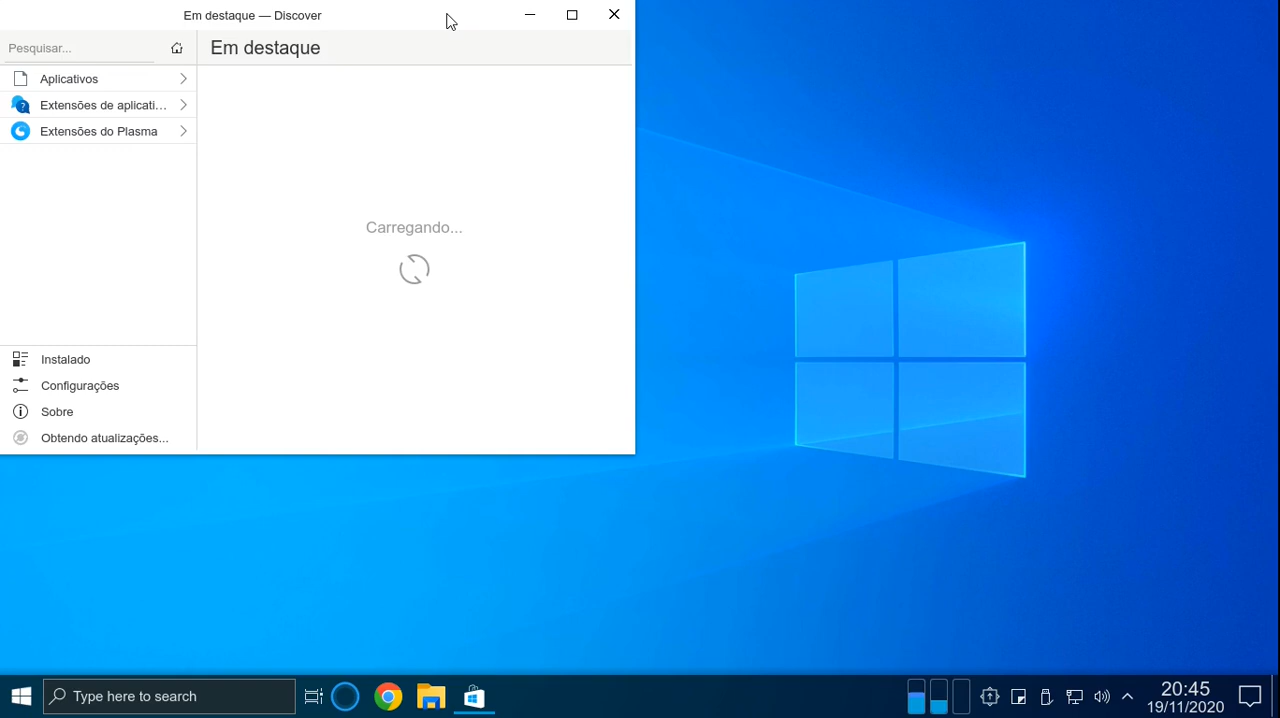 Em destaque — Discover
Pesquisar...
Em destaque
Aplicativos
Extensões de aplicati...
Extensões do Plasma
Carregando...
Instalado
Configurações
Sobre
Obtendo atualizações...
Type here to search
20:45
19/11/2020